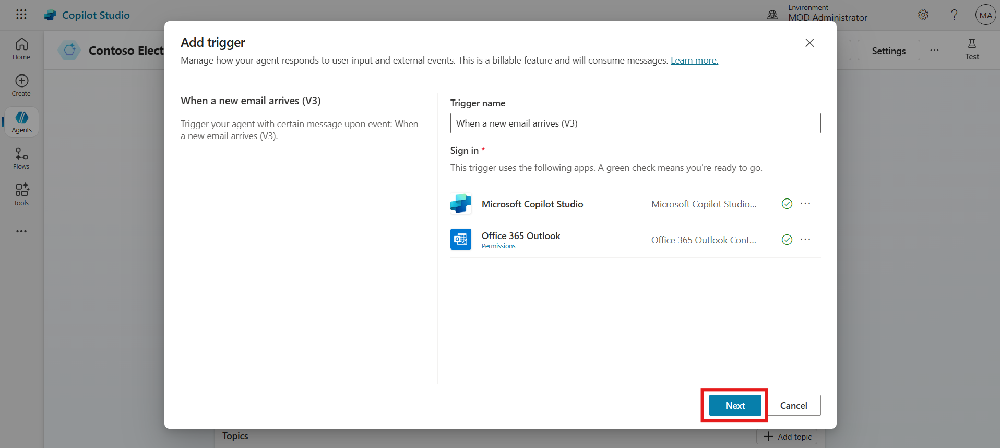 Copilot Studio
Environment
MOD Administrator
?
MA
Home
Create
Agents
Flows
Tools
Contoso Elect
Settings
Test
Add trigger
Manage how your agent responds to user input and external events. This is a billable feature and will consume messages. Learn more.
When a new email arrives (V3)
Trigger your agent with certain message upon event: When
a new email arrives (V3).
Trigger name
When a new email arrives (V3)
Sign in *
This trigger uses the following apps. A green check means you're ready to go.
Microsoft Copilot Studio
Microsoft Copilot Studio...
Office 365 Outlook
Permissions
Office 365 Outlook Cont...
Next
Cancel
Topics
Add topic